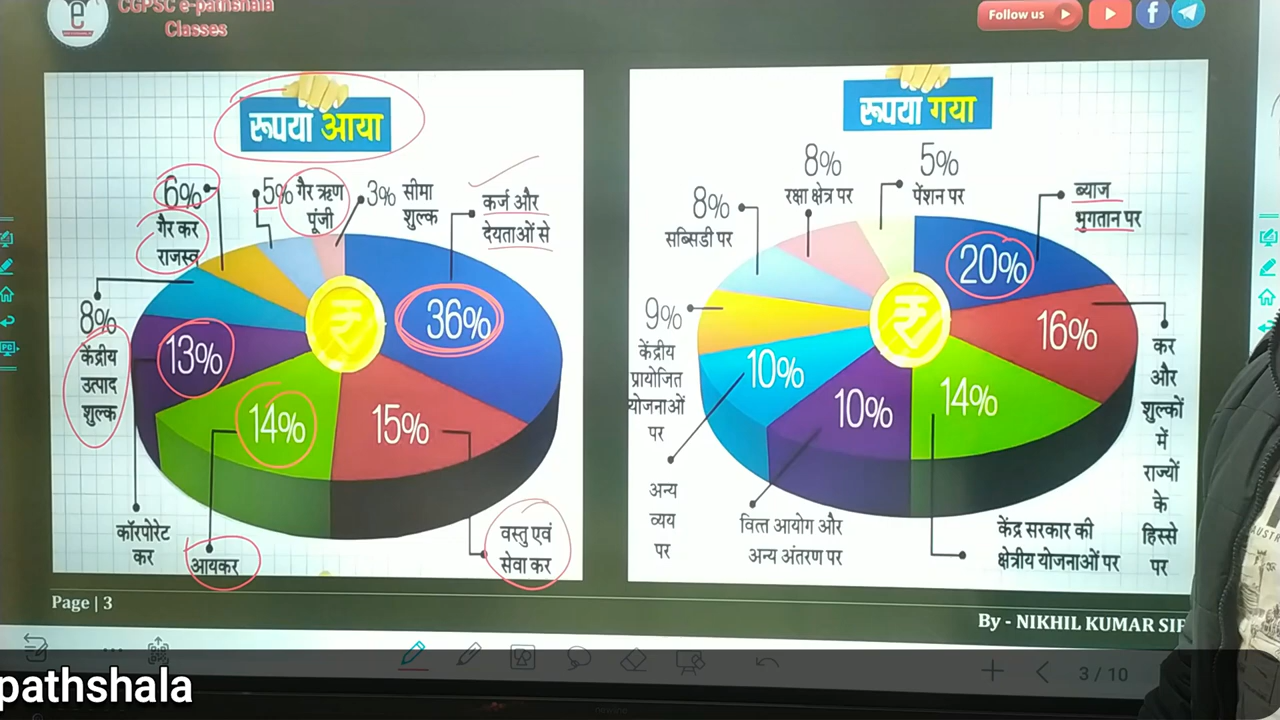 CGPSC e-pathshala
Classes
Follow us
रूपया आया
6%
गैर कर
राजस्व
5%
गैर ऋण
पूंजी
3% सीमा
शुल्क
कर्ज और
देयताओं से
36%
8%
केंद्रीय
उत्पाद
शुल्क
13%
14%
15%
कॉरपोरेट
कर
आयकर
वस्तु एवं
सेवा कर
रूपया गया
8%
सब्सिडी पर
8%
रक्षा क्षेत्र पर
5%
पेंशन पर
ब्याज
भुगतान पर
20%
9%
केंद्रीय
प्रायोजित
योजनाओं
पर
16%
कर
और
शुल्कों
में
राज्यों
के
हिस्से
पर
10%
10%
14%
अन्य
व्यय
पर
वित्त आयोग और
अन्य अंतरण पर
केंद्र सरकार की
क्षेत्रीय योजनाओं पर
Page | 3
By - NIKHIL KUMAR
3 / 10
pathshala